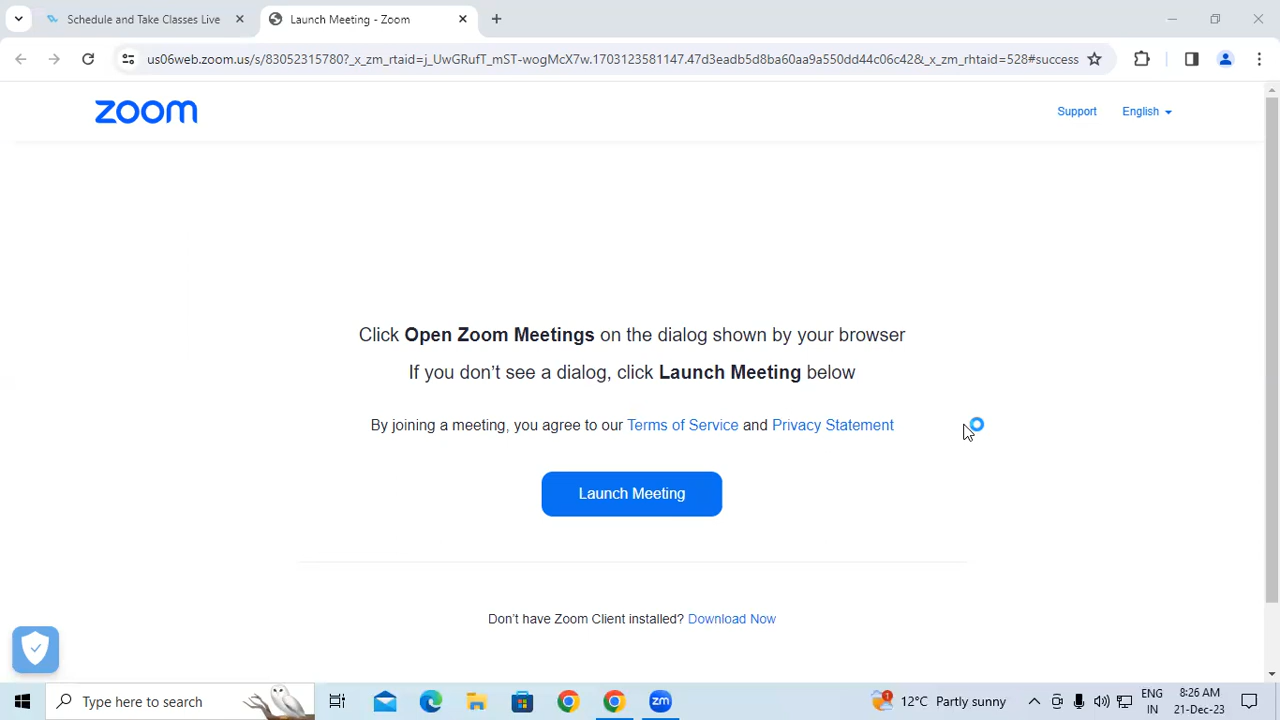 Schedule and Take Classes Live
Launch Meeting - Zoom
us06web.zoom.us/s/83052315780?_x_zm_rtaid=j_UwGRufT_mST-wogMcX7w.1703123581147.47d3eadb5d8ba60aa9a550dd44c06c42&_x_zm_rhtaid=528#success
zoom
Support
English
Click Open Zoom Meetings on the dialog shown by your browser
If you don’t see a dialog, click Launch Meeting below
By joining a meeting, you agree to our Terms of Service and Privacy Statement
Launch Meeting
Don’t have Zoom Client installed? Download Now
Type here to search
zm
1
12°C Partly sunny
ENG
IN
8:26 AM
21-Dec-23